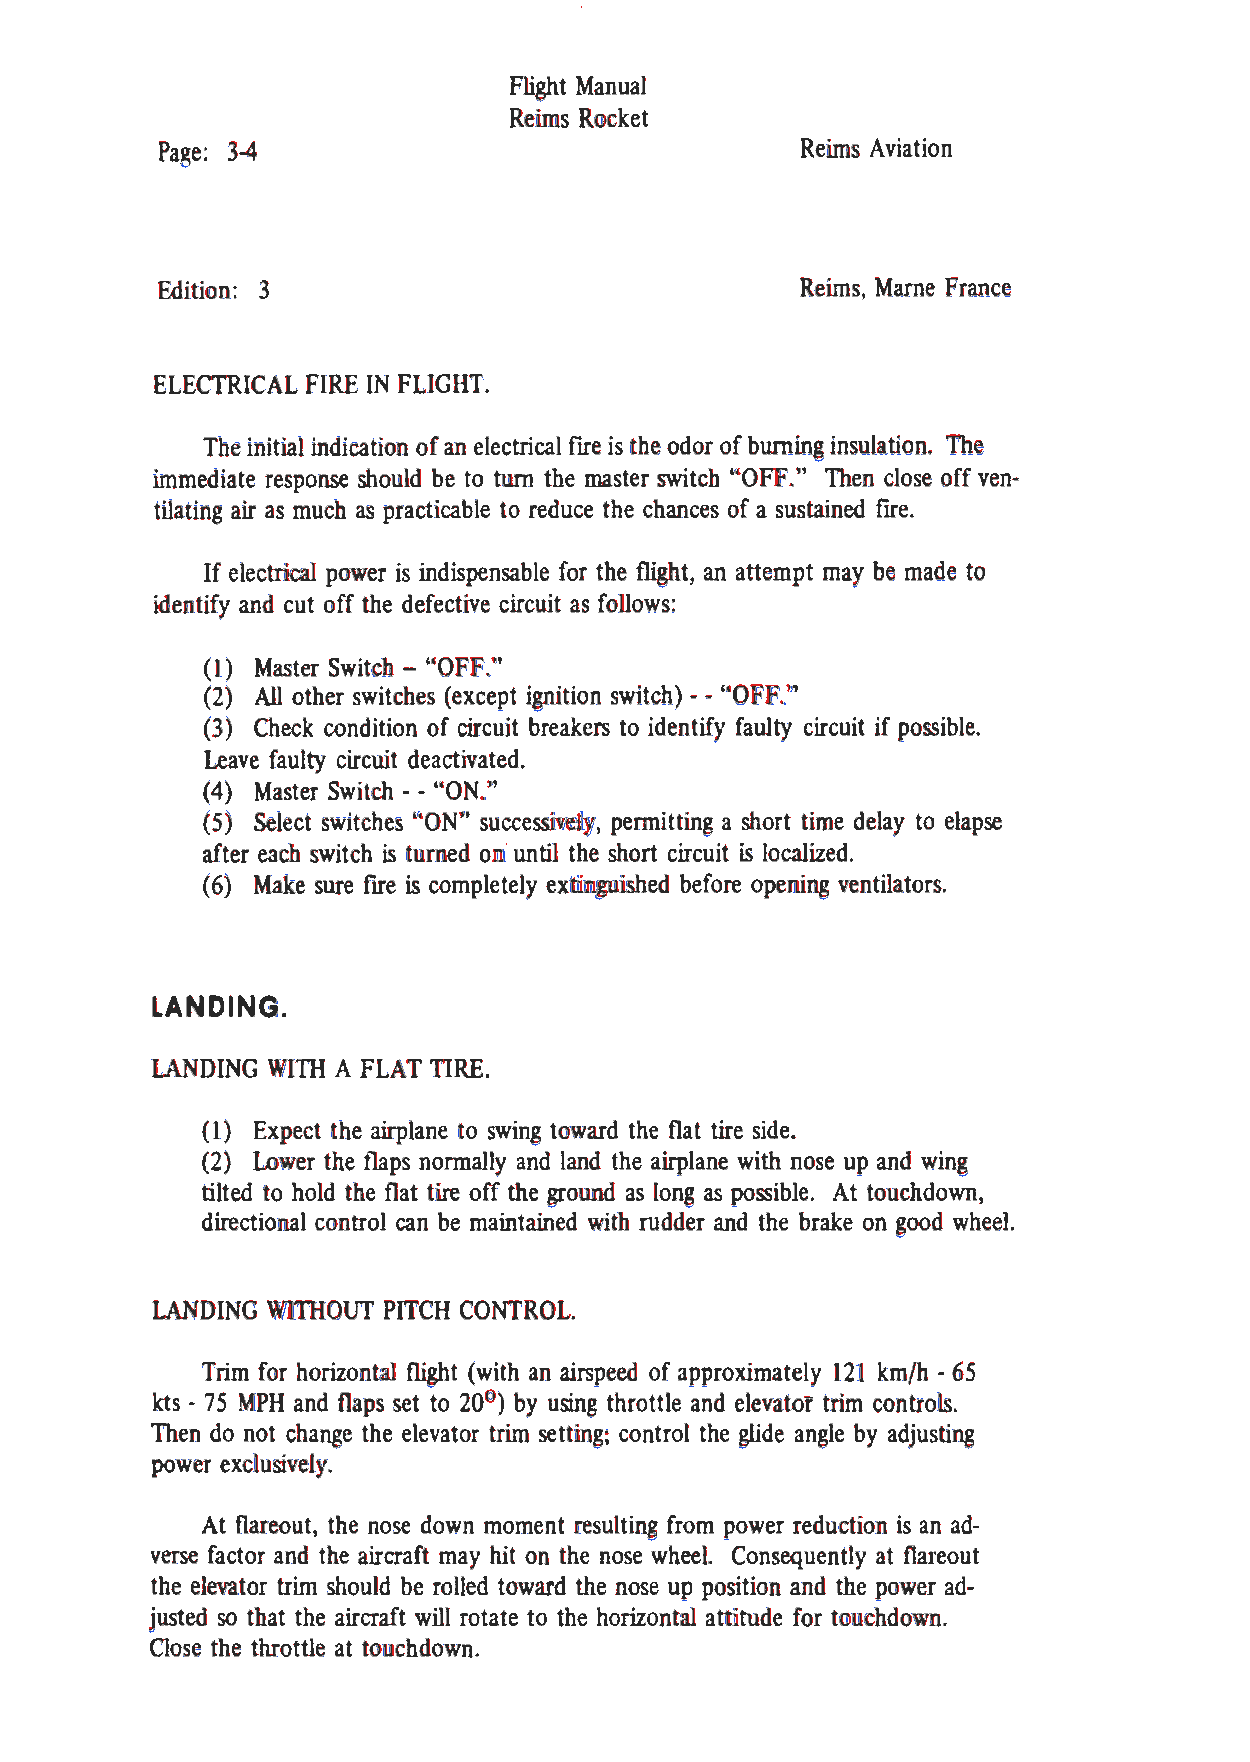 Flight Manual
Reims Rocket
Page: 3-4
Reims Aviation
Edition: 3
Reims, Marne France
ELECTRICAL FIRE IN FLIGHT.
The initial indication of an electrical fire is the odor of burning insulation. The
immediate response should be to turn the master switch “OFF.” Then close off ven-
tilating air as much as practicable to reduce the chances of a sustained fire.
If electrical power is indispensable for the flight, an attempt may be made to
identify and cut off the defective circuit as follows:
(1) Master Switch – “OFF.”
(2) All other switches (except ignition switch) - - “OFF.”
(3) Check condition of circuit breakers to identify faulty circuit if possible.
Leave faulty circuit deactivated.
(4) Master Switch - - “ON.”
(5) Select switches “ON” successively, permitting a short time delay to elapse
after each switch is turned on until the short circuit is localized.
(6) Make sure fire is completely extinguished before opening ventilators.
LANDING.
LANDING WITH A FLAT TIRE.
(1) Expect the airplane to swing toward the flat tire side.
(2) Lower the flaps normally and land the airplane with nose up and wing
tilted to hold the flat tire off the ground as long as possible. At touchdown,
directional control can be maintained with rudder and the brake on good wheel.
LANDING WITHOUT PITCH CONTROL.
Trim for horizontal flight (with an airspeed of approximately 121 km/h - 65
kts - 75 MPH and flaps set to 20°) by using throttle and elevator trim controls.
Then do not change the elevator trim setting; control the glide angle by adjusting
power exclusively.
At flareout, the nose down moment resulting from power reduction is an ad-
verse factor and the aircraft may hit on the nose wheel. Consequently at flareout
the elevator trim should be rolled toward the nose up position and the power ad-
justed so that the aircraft will rotate to the horizontal attitude for touchdown.
Close the throttle at touchdown.